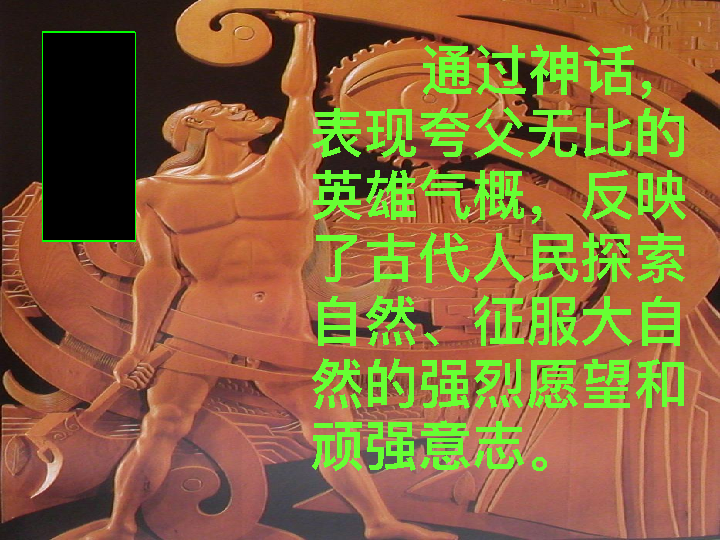 通过神话，
表现夸父无比的
英雄气概，反映
了古代人民探索
自然、征服大自
然的强烈愿望和
顽强意志。